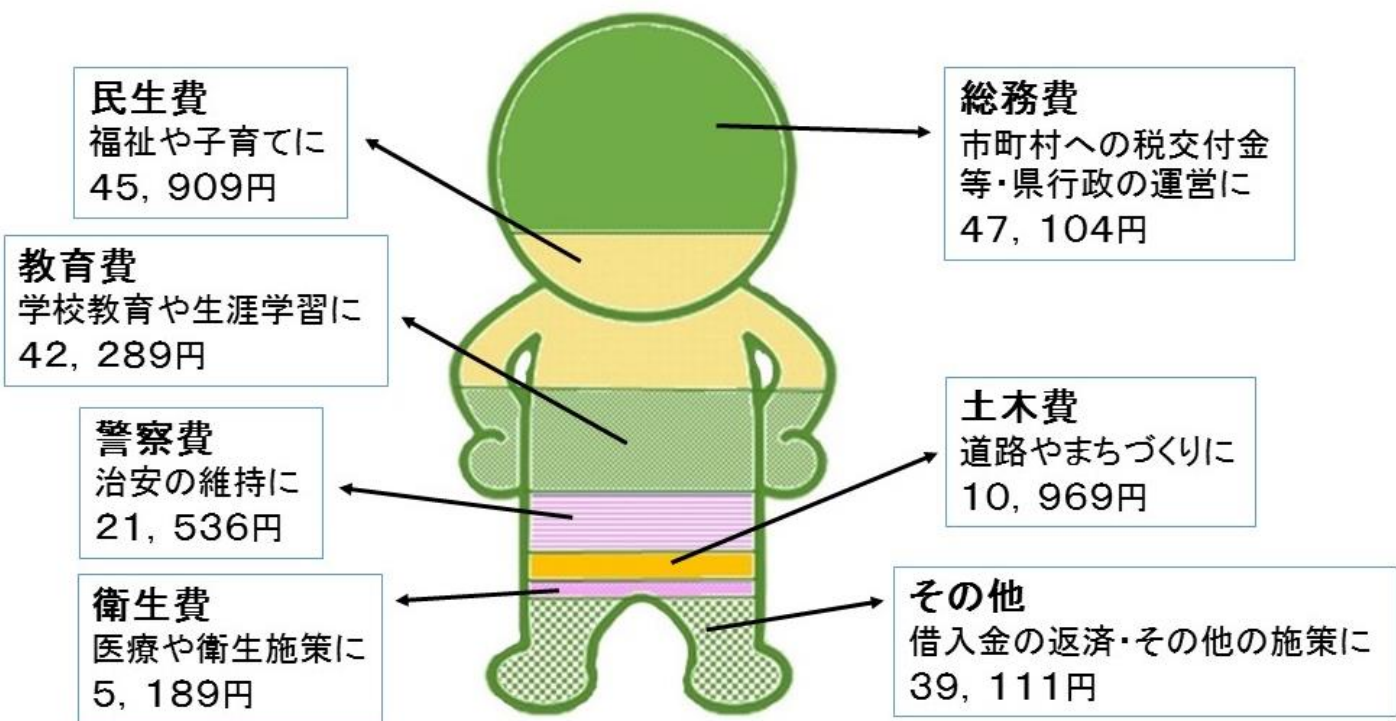 民生費
福祉や子育てに
45, 909円
総務費
市町村への税交付金
等・県行政の運営に
47, 104円
教育費
学校教育や生涯学習に
42, 289円
警察費
治安の維持に
21, 536円
土木費
道路やまちづくりに
10, 969円
衛生費
医療や衛生施策に
5, 189円
その他
借入金の返済・その他の施策に
39, 111円